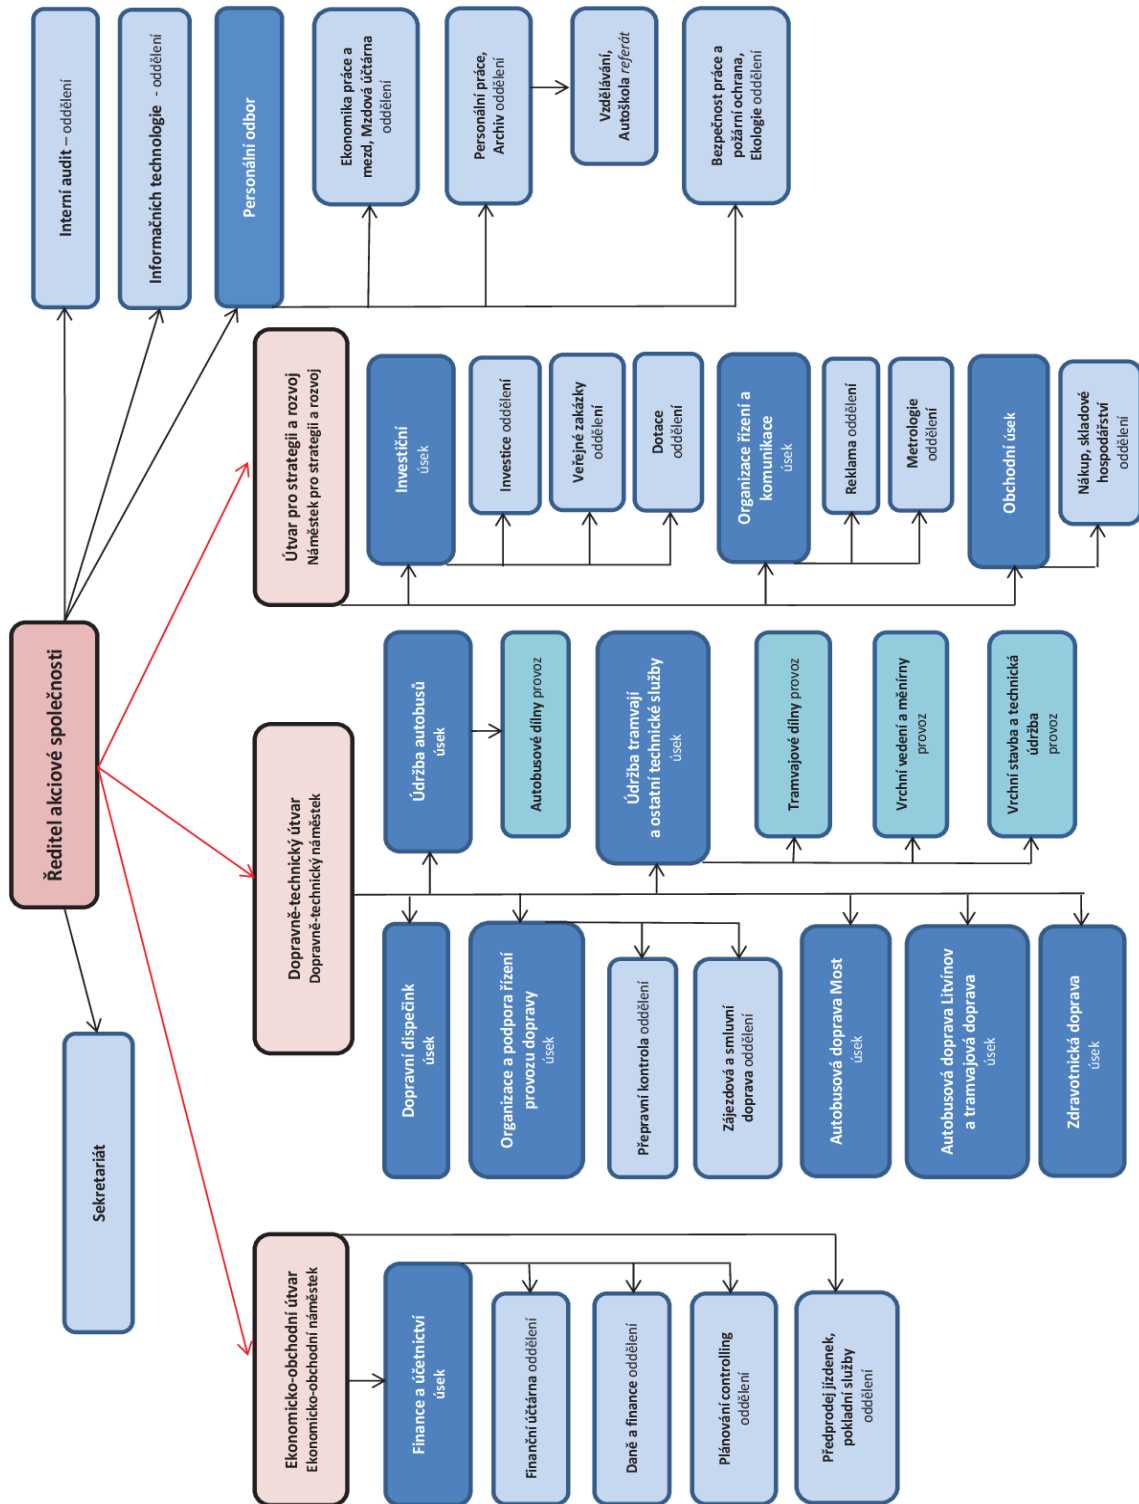 Ředitel akciové společnosti
Sekretariát
Interní audit – oddělení
Informačních technologie - oddělení
Personální odbor
Ekonomika práce a
mezd, Mzdová účtárna
oddělení
Personální práce,
Archiv oddělení
Vzdělávání,
Autoškola referát
Bezpečnost práce a
požární ochrana,
Ekologie oddělení
Ekonomicko-obchodní útvar
Ekonomicko-obchodní náměstek
Finance a účetnictví
úsek
Finanční účtárna oddělení
Daně a finance oddělení
Plánování controlling
oddělení
Předprodej jízdenek,
pokladní služby
oddělení
Dopravně-technický útvar
Dopravně-technický náměstek
Dopravní dispečink
úsek
Organizace a podpora řízení
provozu dopravy
úsek
Přepravní kontrola oddělení
Zájezdová a smluvní
doprava oddělení
Autobusová doprava Most
úsek
Autobusová doprava Litvínov
a tramvajová doprava
úsek
Zdravotnická doprava
úsek
Údržba autobusů
úsek
Autobusové dílny provoz
Údržba tramvají
a ostatní technické služby
úsek
Tramvajové dílny provoz
Vrchní vedení a měnírny
provoz
Vrchní stavba a technická
údržba
provoz
Útvar pro strategii a rozvoj
Náměstek pro strategii a rozvoj
Investiční
úsek
Investice oddělení
Veřejné zakázky
oddělení
Dotace
oddělení
Organizace řízení a
komunikace
úsek
Reklama oddělení
Metrologie
oddělení
Obchodní úsek
Nákup, skladové
hospodářství
oddělení